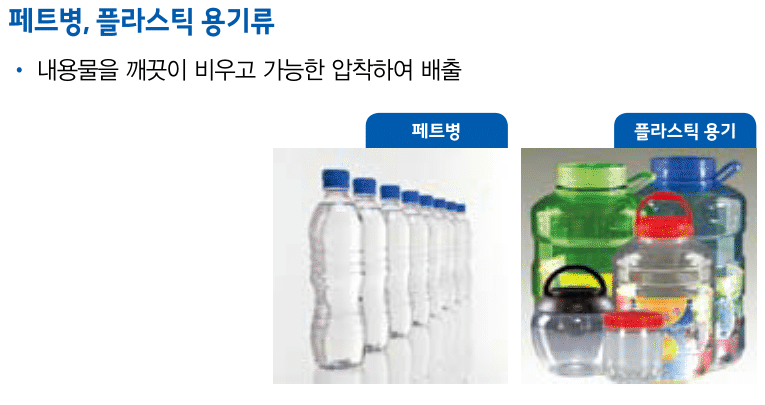 페트병, 플라스틱 용기류
• 내용물을 깨끗이 비우고 가능한 압착하여 배출
페트병
플라스틱 용기